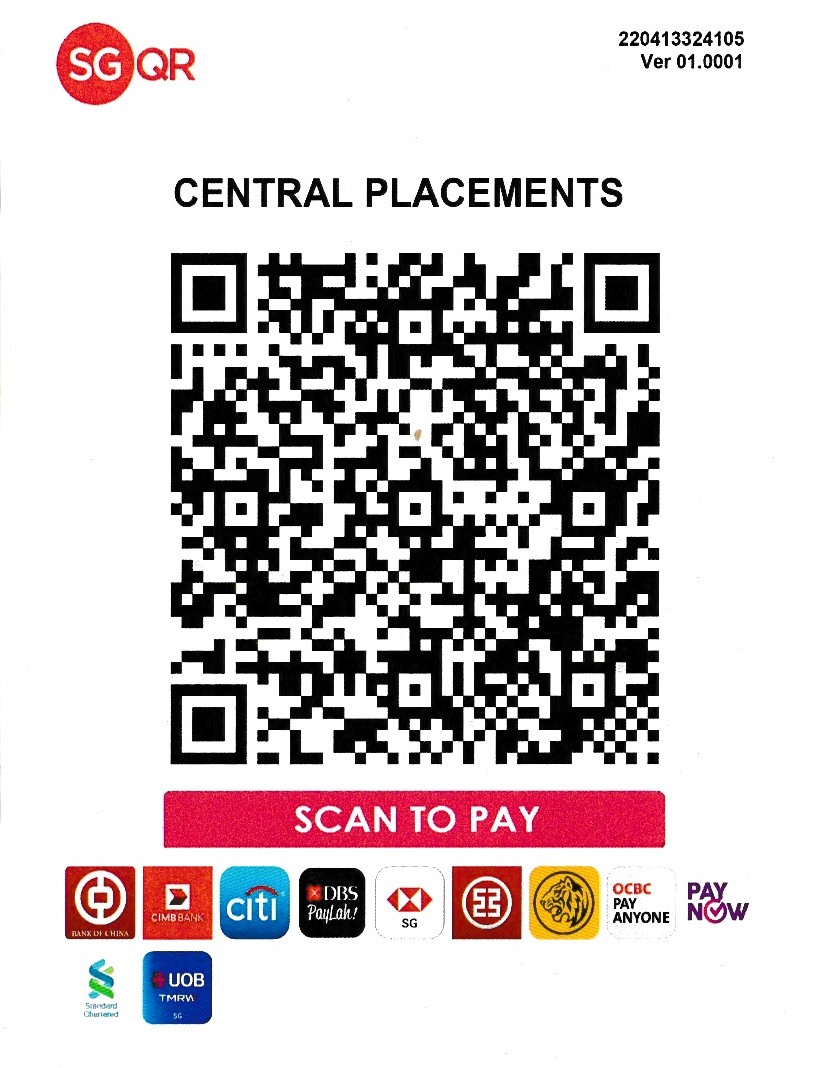 SG QR
220413324105
Ver 01.0001
CENTRAL PLACEMENTS
SCAN TO PAY
BANK OF CHINA
CIMB BANK
citi
DBS
PayLah!
SG
OCBC
PAY
ANYONE
PAY
NOW
Standard
Chartered
UOB
TMRW
SG